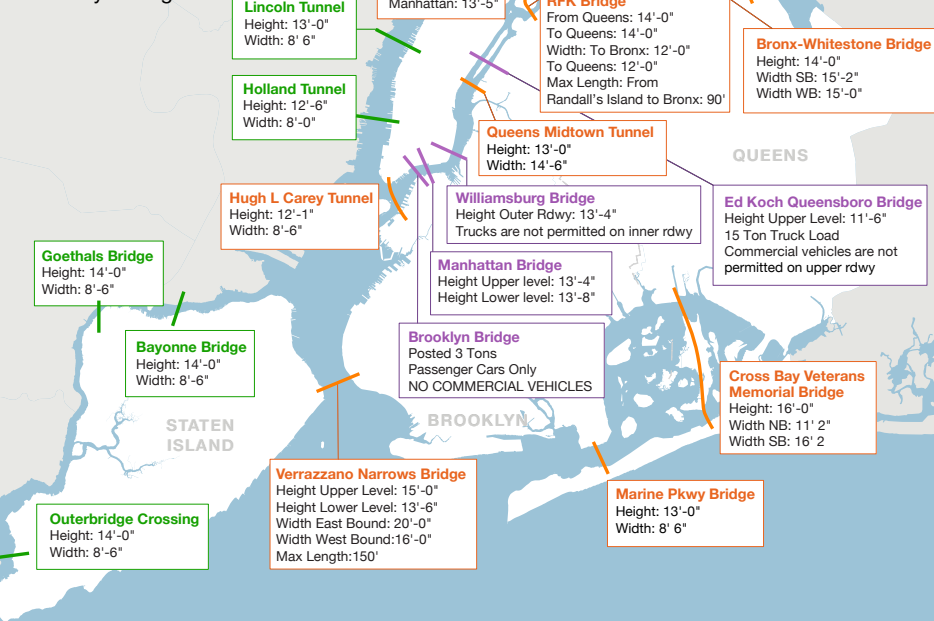 Lincoln Tunnel
Height: 13'-0"
Width: 8' 6"
Manhattan: 13'-5"
RFK Bridge
From Queens: 14'-0"
To Queens: 14'-0"
Width: To Bronx: 12'-0"
To Queens: 12'-0"
Max Length: From
Randall's Island to Bronx: 90'
Bronx-Whitestone Bridge
Height: 14'-0"
Width SB: 15'-2"
Width WB: 15'-0"
Holland Tunnel
Height: 12'-6"
Width: 8'-0"
Queens Midtown Tunnel
Height: 13'-0"
Width: 14'-6"
QUEENS
Hugh L Carey Tunnel
Height: 12'-1"
Width: 8'-6"
Williamsburg Bridge
Height Outer Rdwy: 13'-4"
Trucks are not permitted on inner rdwy
Ed Koch Queensboro Bridge
Height Upper Level: 11'-6"
15 Ton Truck Load
Commercial vehicles are not
permitted on upper rdwy
Goethals Bridge
Height: 14'-0"
Width: 8'-6"
Manhattan Bridge
Height Upper level: 13'-4"
Height Lower level: 13'-8"
Bayonne Bridge
Height: 14'-0"
Width: 8'-6"
Brooklyn Bridge
Posted 3 Tons
Passenger Cars Only
NO COMMERCIAL VEHICLES
Cross Bay Veterans
Memorial Bridge
Height: 16'-0"
Width NB: 11' 2"
Width SB: 16' 2
STATEN
ISLAND
BROOKLYN
Verrazzano Narrows Bridge
Height Upper Level: 15'-0"
Height Lower Level: 13'-6"
Width East Bound: 20'-0"
Width West Bound:16'-0"
Max Length:150'
Marine Pkwy Bridge
Height: 13'-0"
Width: 8' 6"
Outerbridge Crossing
Height: 14'-0"
Width: 8'-6"